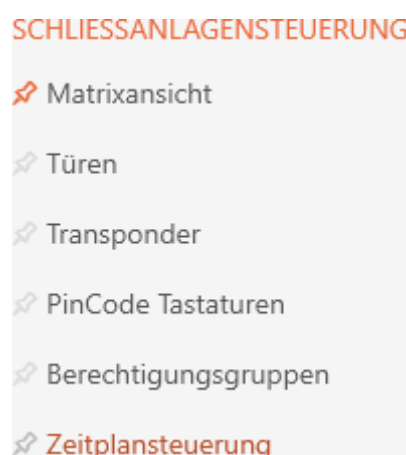 SCHLIESSANLAGENSTEUERUNG
Matrixansicht
Türen
Transponder
PinCode Tastaturen
Berechtigungsgruppen
Zeitplansteuerung